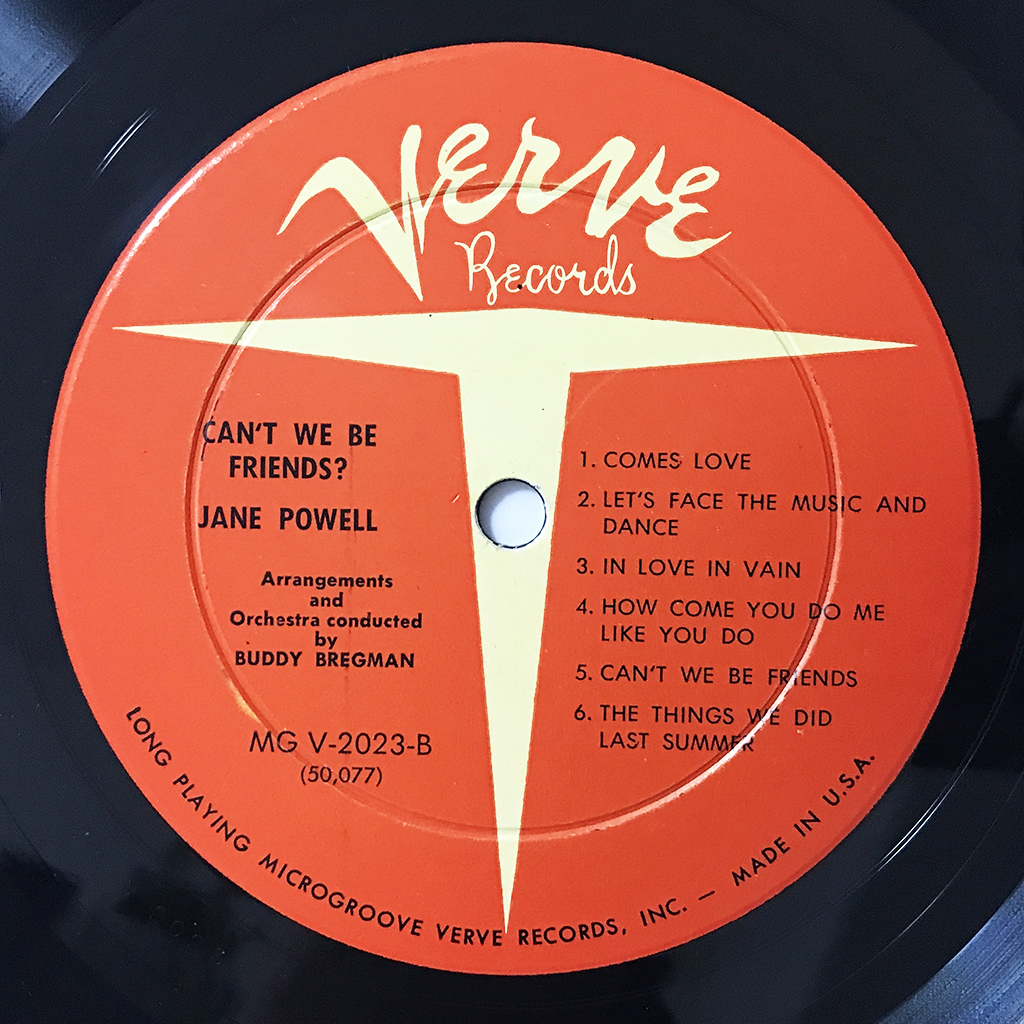 Verve
Records
CAN'T WE BE
FRIENDS?
JANE POWELL
Arrangements
and
Orchestra conducted
by
BUDDY BREGMAN
MG V-2023-B
(50,077)
1. COMES LOVE
2. LET'S FACE THE MUSIC AND
DANCE
3. IN LOVE IN VAIN
4. HOW COME YOU DO ME
LIKE YOU DO
5. CAN'T WE BE FRIENDS
6. THE THINGS WE DID
LAST SUMMER
LONG PLAYING MICROGROOVE VERVE RECORDS, INC. — MADE IN U.S.A.